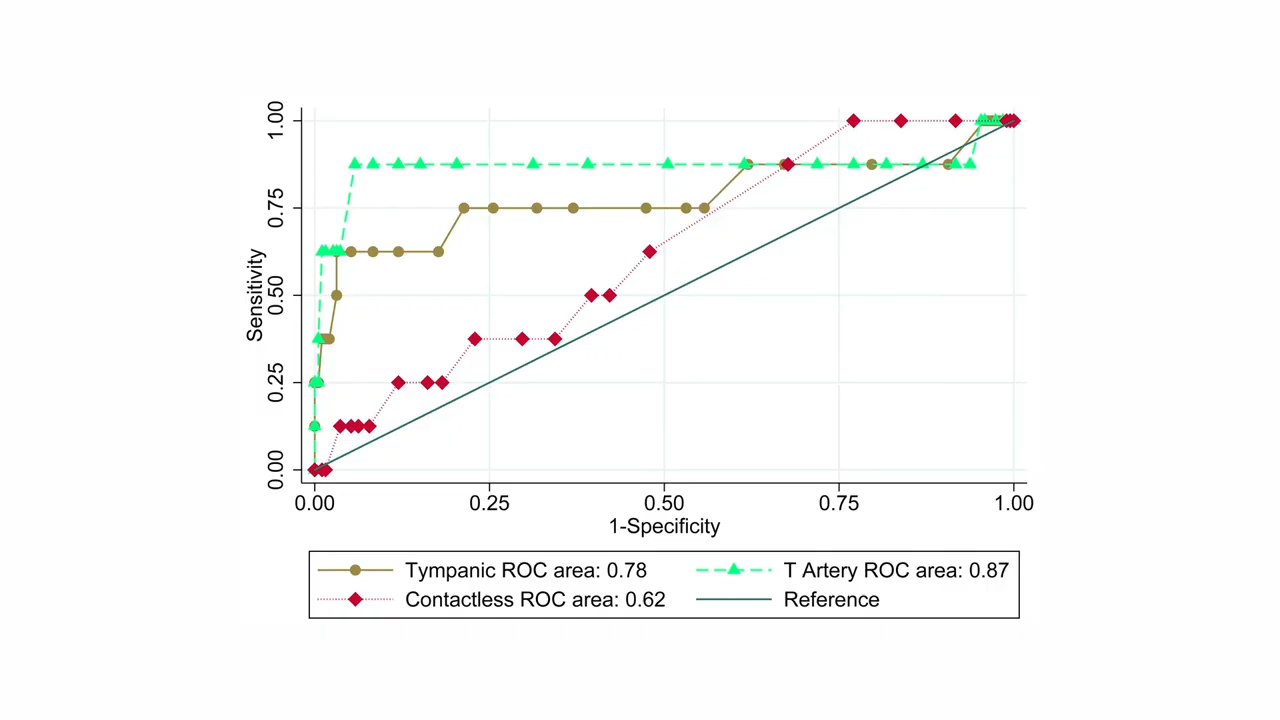 1.00
0.75
0.50
0.25
0.00
Sensitivity
0.00 0.25 0.50 0.75 1.00
1-Specificity
Tympanic ROC area: 0.78 T Artery ROC area: 0.87
Contactless ROC area: 0.62 Reference